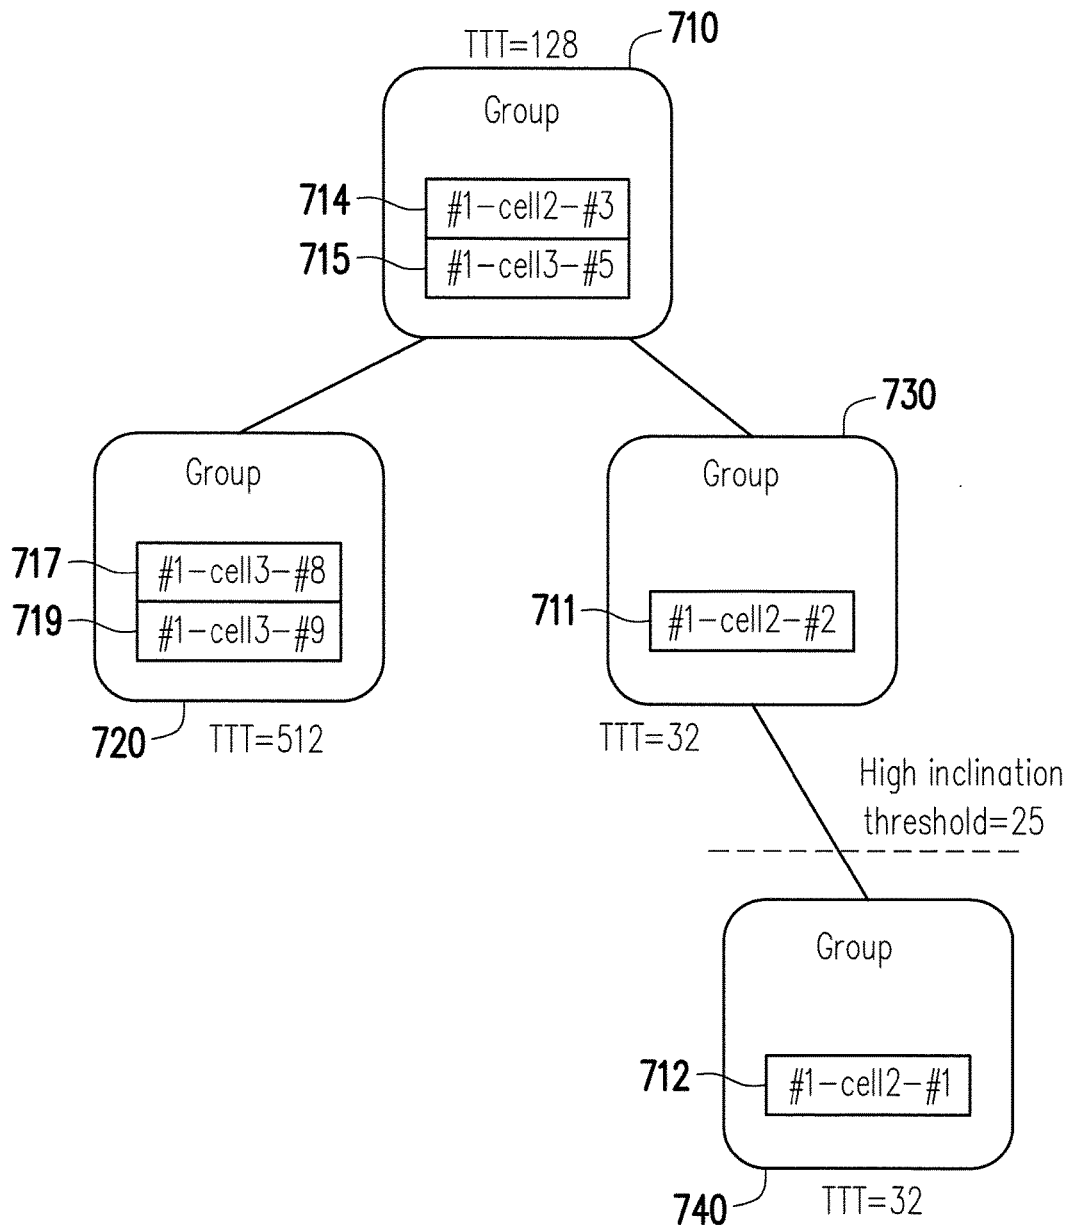 TTT=128
710
Group
714
#1-cell2-#3
715
#1-cell3-#5
730
Group
Group
717
#1-cell3-#8
719
#1-cell3-#9
711
#1-cell2-#2
720
TTT=512
TTT=32
High inclination
threshold=25
Group
712
#1-cell2-#1
740
TTT=32